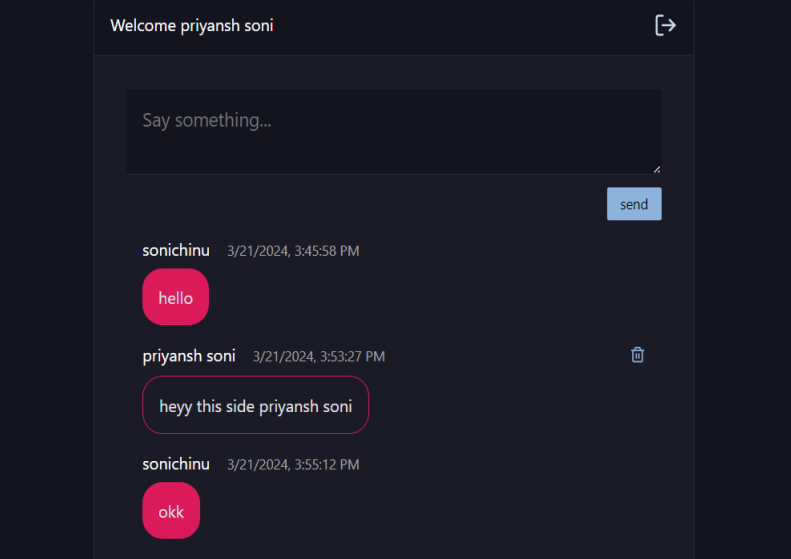 Welcome priyansh soni
Say something...
send
sonichinu 3/21/2024, 3:45:58 PM
hello
priyansh soni 3/21/2024, 3:53:27 PM
heyy this side priyansh soni
sonichinu 3/21/2024, 3:55:12 PM
okk